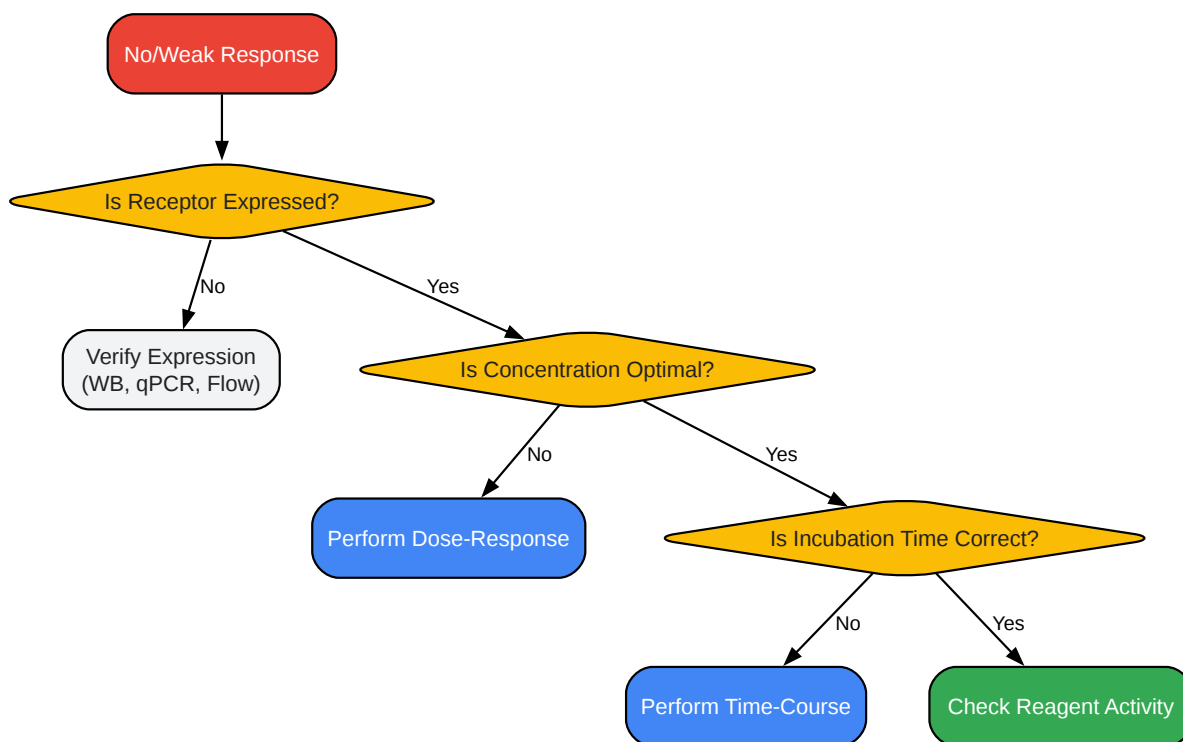 No/Weak Response
Is Receptor Expressed?
No
Yes
Verify Expression
(WB, qPCR, Flow)
Is Concentration Optimal?
No
Yes
Perform Dose-Response
Is Incubation Time Correct?
No
Yes
Perform Time-Course
Check Reagent Activity